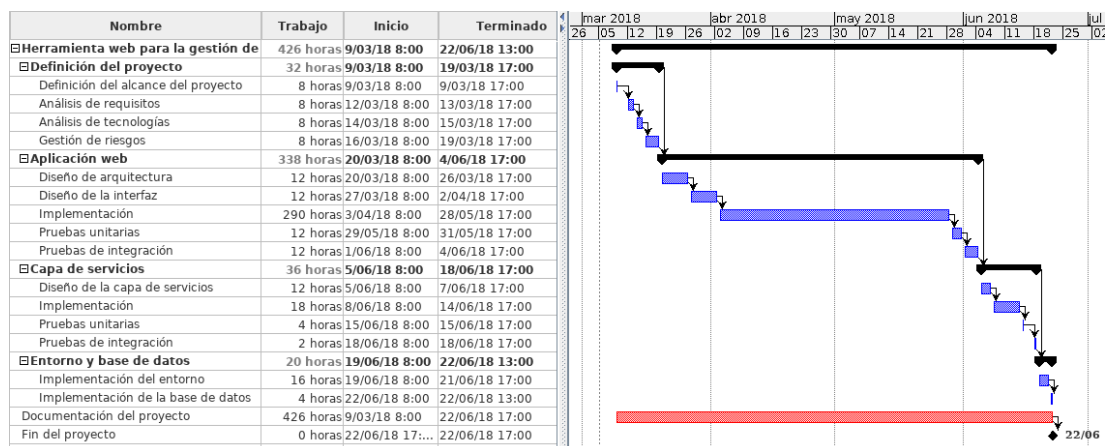 Nombre Trabajo Inicio Terminado
mar 2018 abr 2018 may 2018 jun 2018 jul
26 05 12 19 26 02 09 16 23 30 07 14 21 28 04 11 18 25 02
Herramienta web para la gestión de 426 horas 9/03/18 8:00 22/06/18 13:00
Definición del proyecto 32 horas 9/03/18 8:00 19/03/18 17:00
Definición del alcance del proyecto 8 horas 9/03/18 8:00 9/03/18 17:00
Análisis de requisitos 8 horas 12/03/18 8:00 13/03/18 17:00
Análisis de tecnologías 8 horas 14/03/18 8:00 15/03/18 17:00
Gestión de riesgos 8 horas 16/03/18 8:00 19/03/18 17:00
Aplicación web 338 horas 20/03/18 8:00 4/06/18 17:00
Diseño de arquitectura 12 horas 20/03/18 8:00 26/03/18 17:00
Diseño de la interfaz 12 horas 27/03/18 8:00 2/04/18 17:00
Implementación 290 horas 3/04/18 8:00 28/05/18 17:00
Pruebas unitarias 12 horas 29/05/18 8:00 31/05/18 17:00
Pruebas de integración 12 horas 1/06/18 8:00 4/06/18 17:00
Capa de servicios 36 horas 5/06/18 8:00 18/06/18 17:00
Diseño de la capa de servicios 12 horas 5/06/18 8:00 7/06/18 17:00
Implementación 18 horas 8/06/18 8:00 14/06/18 17:00
Pruebas unitarias 4 horas 15/06/18 8:00 15/06/18 17:00
Pruebas de integración 2 horas 18/06/18 8:00 18/06/18 17:00
Entorno y base de datos 20 horas 19/06/18 8:00 22/06/18 13:00
Implementación del entorno 16 horas 19/06/18 8:00 21/06/18 17:00
Implementación de la base de datos 4 horas 22/06/18 8:00 22/06/18 13:00
Documentación del proyecto 426 horas 9/03/18 8:00 22/06/18 17:00
Fin del proyecto 0 horas 22/06/18 17:... 22/06/18 17:00 22/06